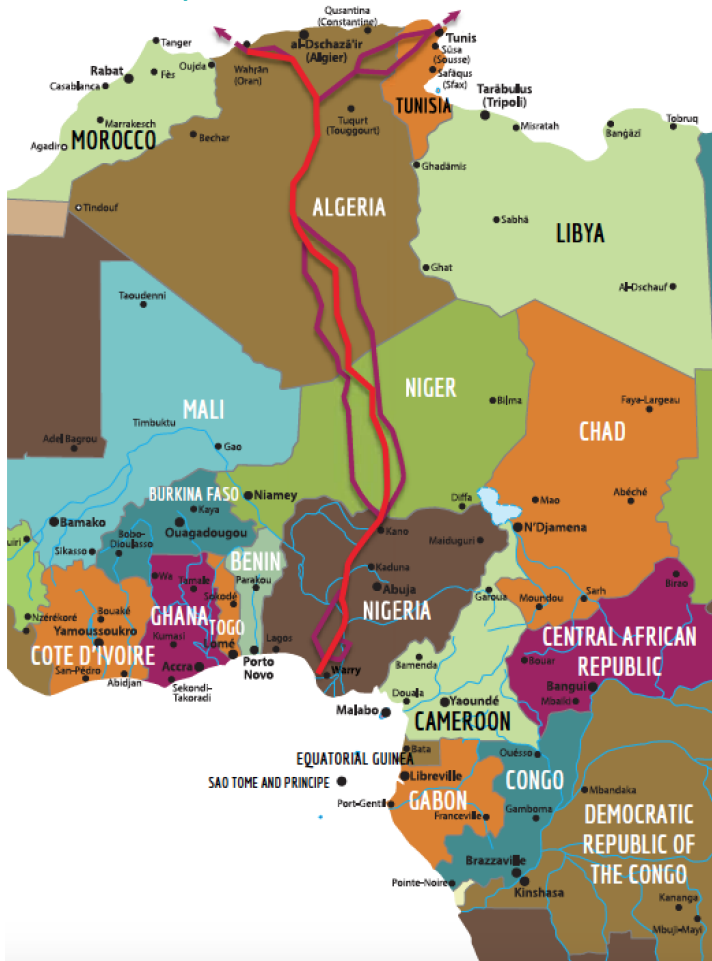 Qusantina
(Constantine)
al-Dschazā'ir
(Algier)
Tunis
Sūsa
(Sousse)
Safāqus
(Sfax)
Tanger
Oujda
Wahrān
(Oran)
Rabat
Fès
Casablanca
TUNISIA
Tarābulus
(Tripoli)
Tuqurt
(Touggourt)
Misratah
Banġāzī
Tobruq
Marrakesch
MOROCCO
Agadir
Bechar
Ghadāmis
Tindouf
ALGERIA
Sabhā
LIBYA
Ghat
Al-Dschauf
Taoudenni
NIGER
Bilma
MALI
Faya-Largeau
Timbuktu
CHAD
Adel Bagrou
Gao
BURKINA FASO
Niamey
Kaya
Diffa
Mao
Abéché
Bamako
Ouagadougou
N'Djamena
uiri
Bobo-
Dioulasso
Kano
Maiduguri
Sikasso
BENIN
Kaduna
Wa
Tamale
Parakou
Abuja
Garoua
Moundou
Sarh
Birao
Sokodé
Nzérékoré
Bouaké
GHANA
TOGO
NIGERIA
Yamoussoukro
Kumasi
Lomé
Lagos
CENTRAL AFRICAN
REPUBLIC
COTE D'IVOIRE
Accra
Porto
Novo
Warry
Bamenda
Bouar
San-Pédro
Abidjan
Sekondi-
Takoradi
Douala
Bangui
Malabo
Yaoundé
Mbaiki
CAMEROON
EQUATORIAL GUINEA
Bata
Ouésso
SAO TOME AND PRINCIPE
Libreville
CONGO
Mbandaka
Port-Gentil
GABON
Franceville
Gamboma
DEMOCRATIC
REPUBLIC OF
THE CONGO
Brazzaville
Pointe-Noire
Kinshasa
Kananga
Mbuji-Mayi